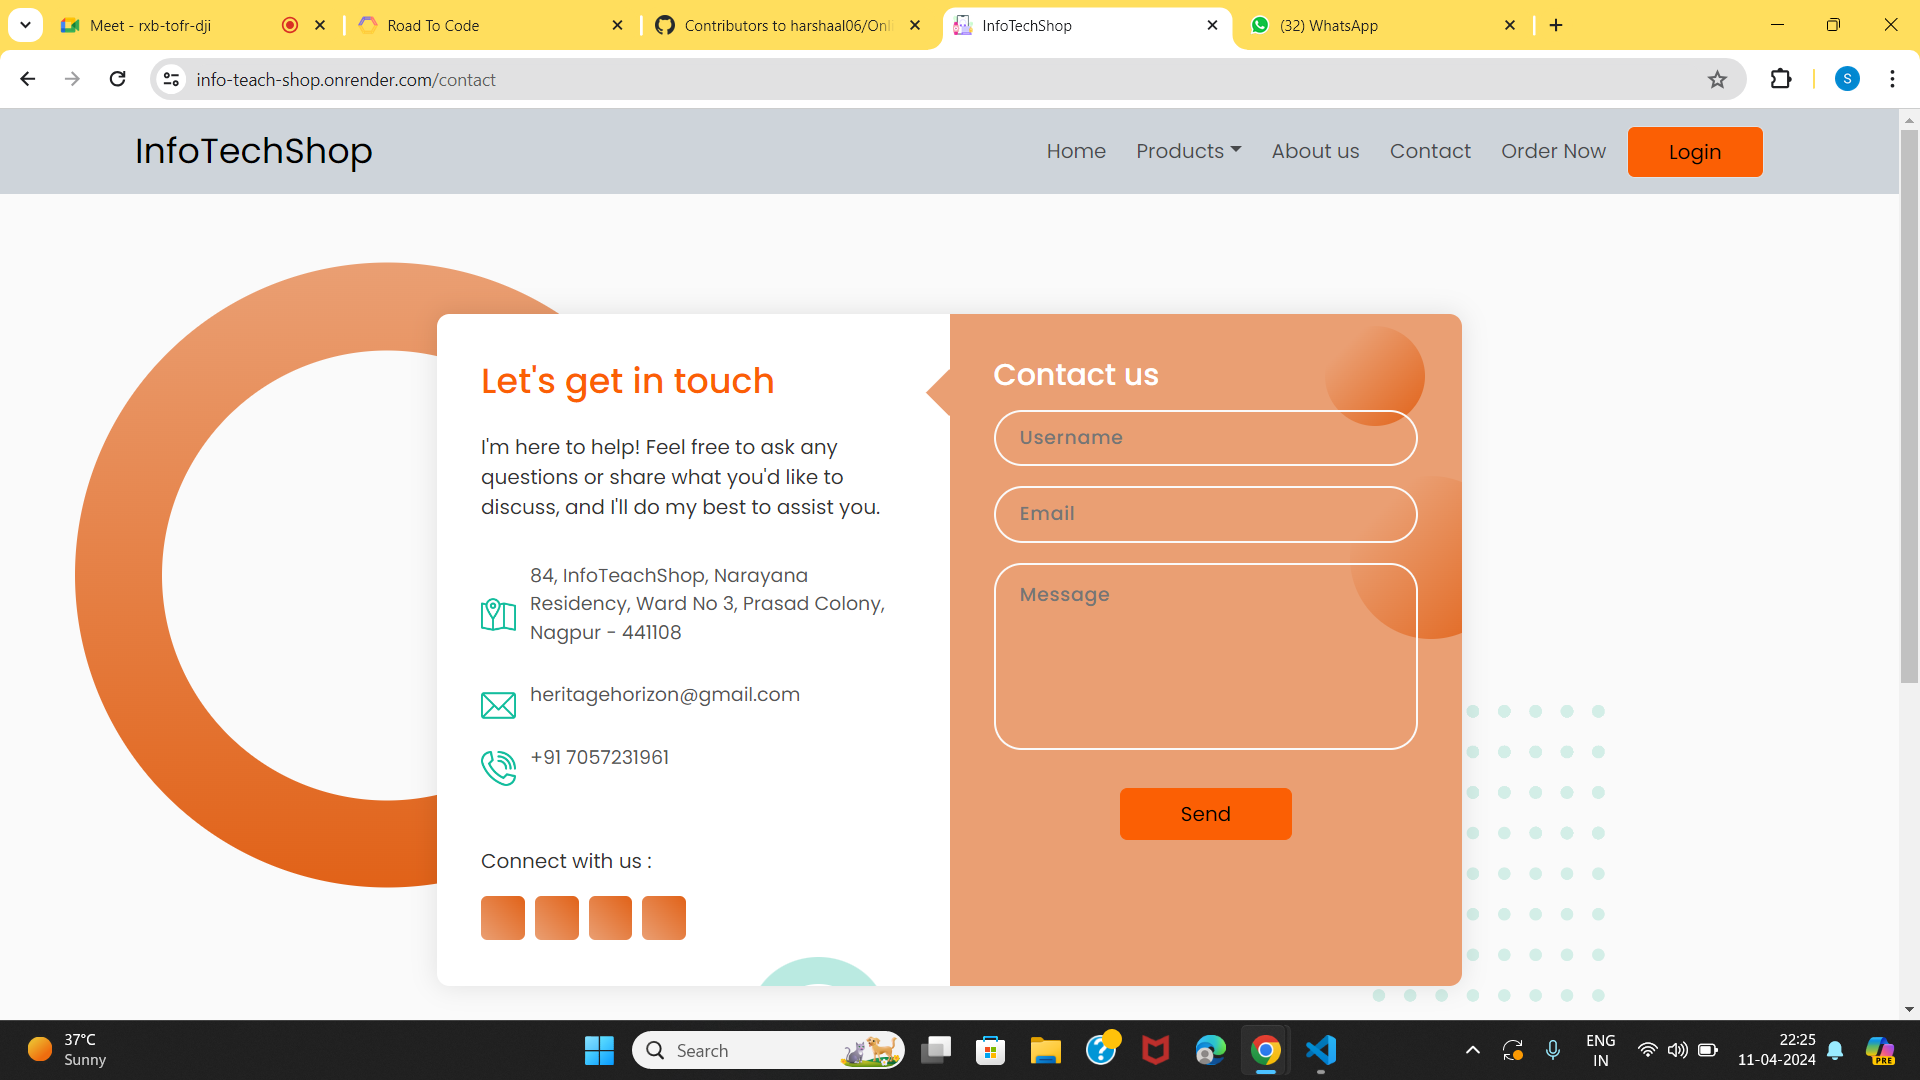 Meet - rxb-tofr-dji
Road To Code
Contributors to harshaal06/Onli
InfoTechShop
(32) WhatsApp
info-teach-shop.onrender.com/contact
S
InfoTechShop
Home
Products
About us
Contact
Order Now
Login
Let's get in touch
I'm here to help! Feel free to ask any
questions or share what you'd like to
discuss, and I'll do my best to assist you.
84, InfoTeachShop, Narayana
Residency, Ward No 3, Prasad Colony,
Nagpur - 441108
heritagehorizon@gmail.com
+91 7057231961
Connect with us :
Contact us
Username
Email
Message
Send
37°C
Sunny
Search
ENG
IN
22:25
11-04-2024
PRE